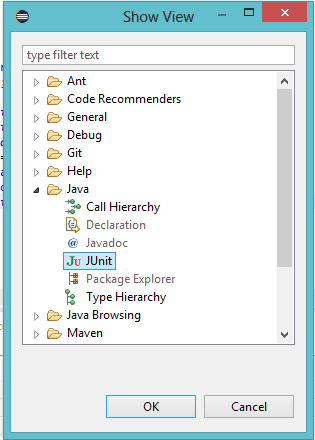 Show View
type filter text
Ant
Code Recommenders
General
Debug
Git
Help
Java
Call Hierarchy
Declaration
@ Javadoc
JU JUnit
Package Explorer
Type Hierarchy
Java Browsing
Maven
OK
Cancel